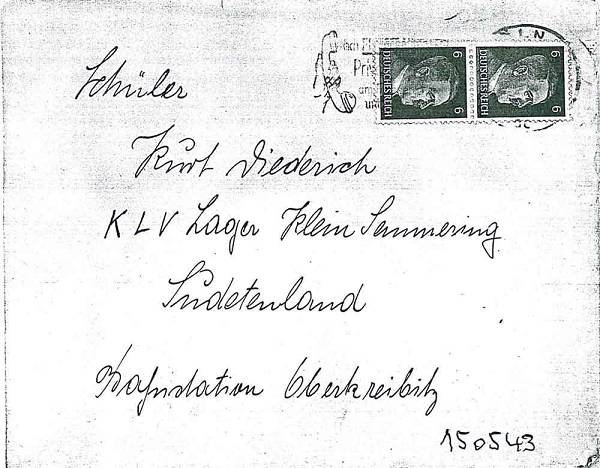 Schüler
Kurt Diederich
KLV Lager Klein Semmering
Sudetenland
Bahnstation Oberkreibitz
150543
DEUTSCHES REICH 6
DEUTSCHES REICH 6